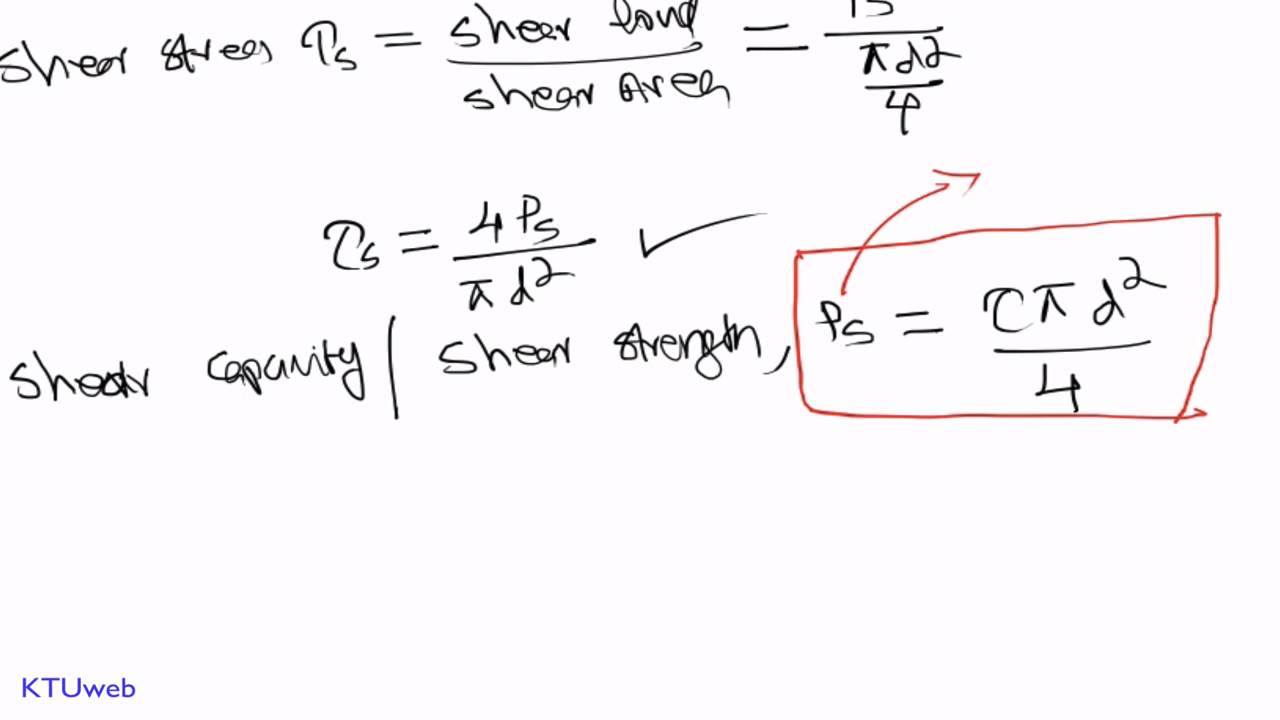 shear stress τs = shear load / shear Area = Ps / (πd² / 4)
τs = 4Ps / πd² ✓
shear capacity / shear strength, Ps = τπd² / 4
KTUweb